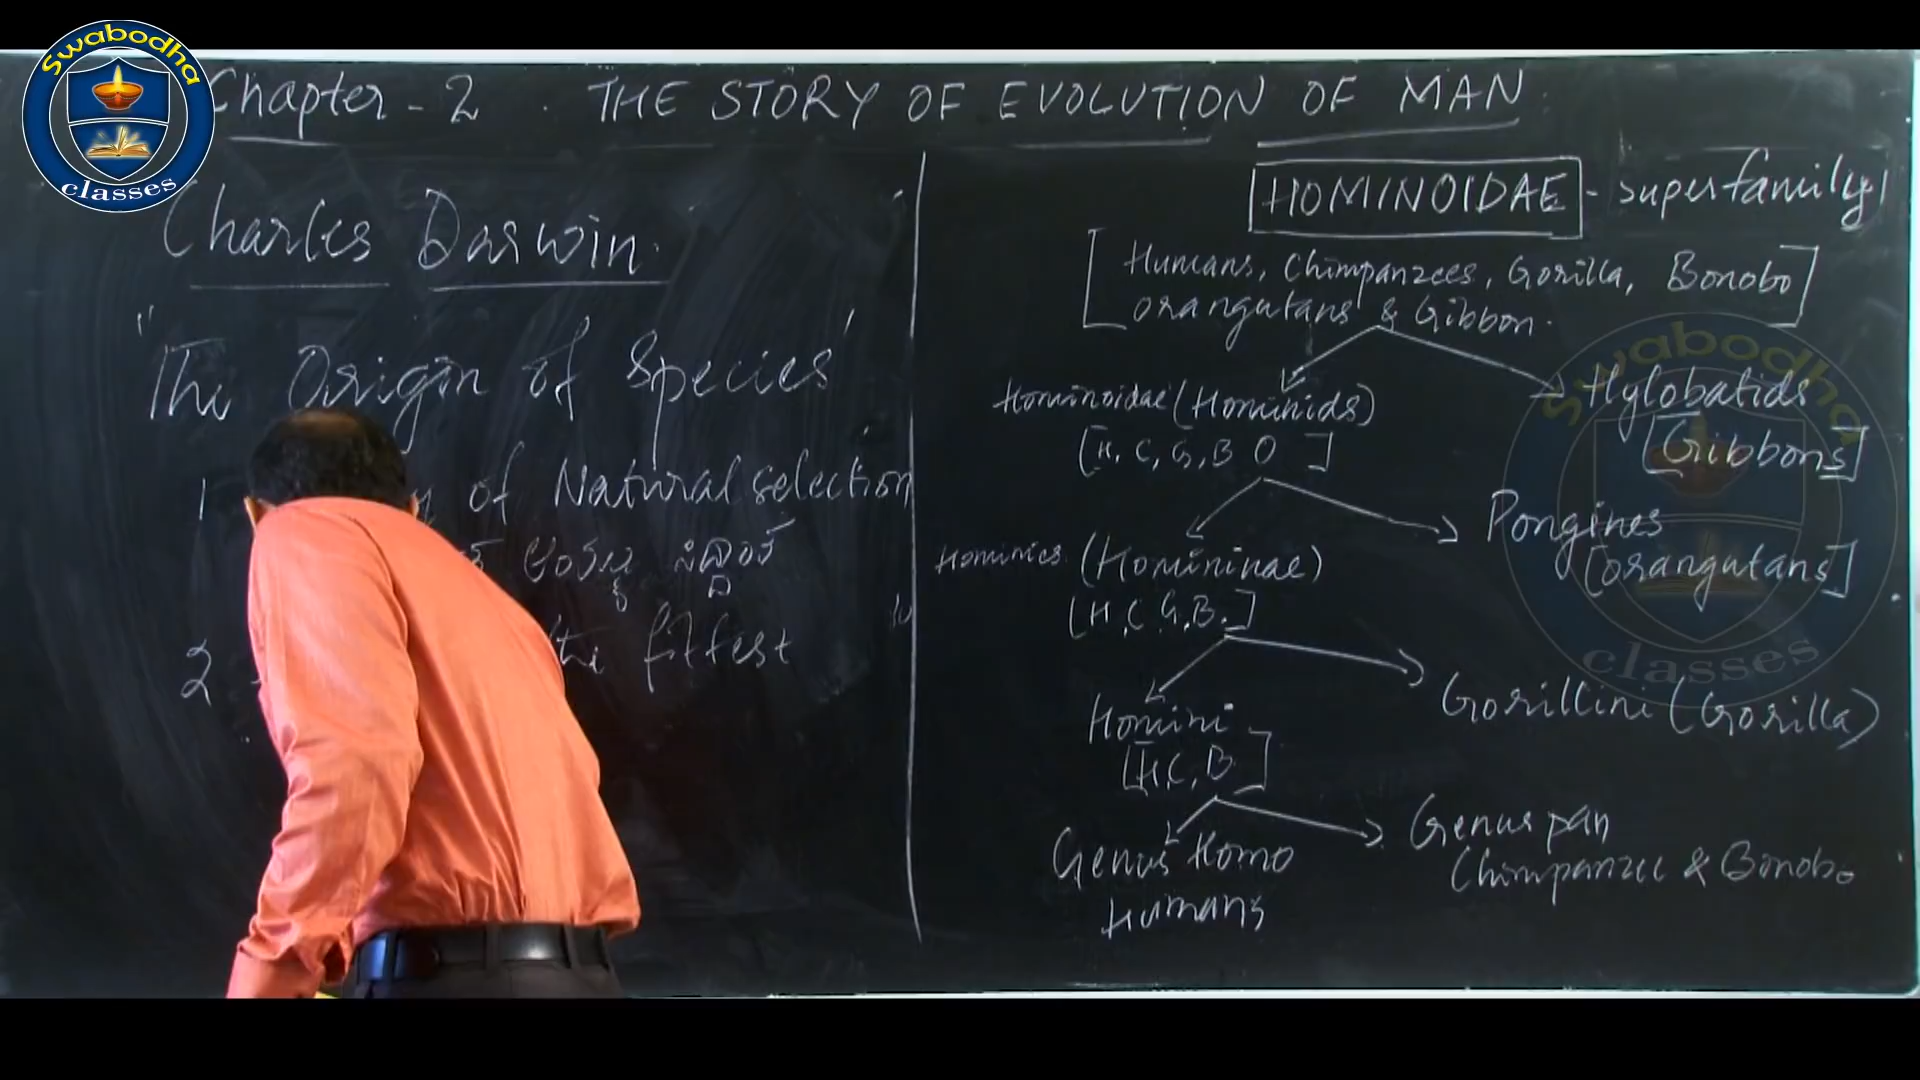 Swabodha
classes
Chapter - 2 . THE STORY OF EVOLUTION OF MAN.
Charles Darwin.
"The Origin of Species"
1 of Natural selection
2 the fittest
HOMINOIDAE - superfamily
[Humans, Chimpanzees, Gorilla, Bonobo
orangutans & Gibbon.]
Hominoidae (Hominids)
[H, C, G, B O ]
Hylobatids
[Gibbons]
Pongines
[orangutans]
(Homininae)
[H, C, G, B.]
Homini
[H, C, B]
Gorillini (Gorilla)
Genus Homo
Humans
Genus pan
Chimpanzee & Bonobo
Swabodha
classes